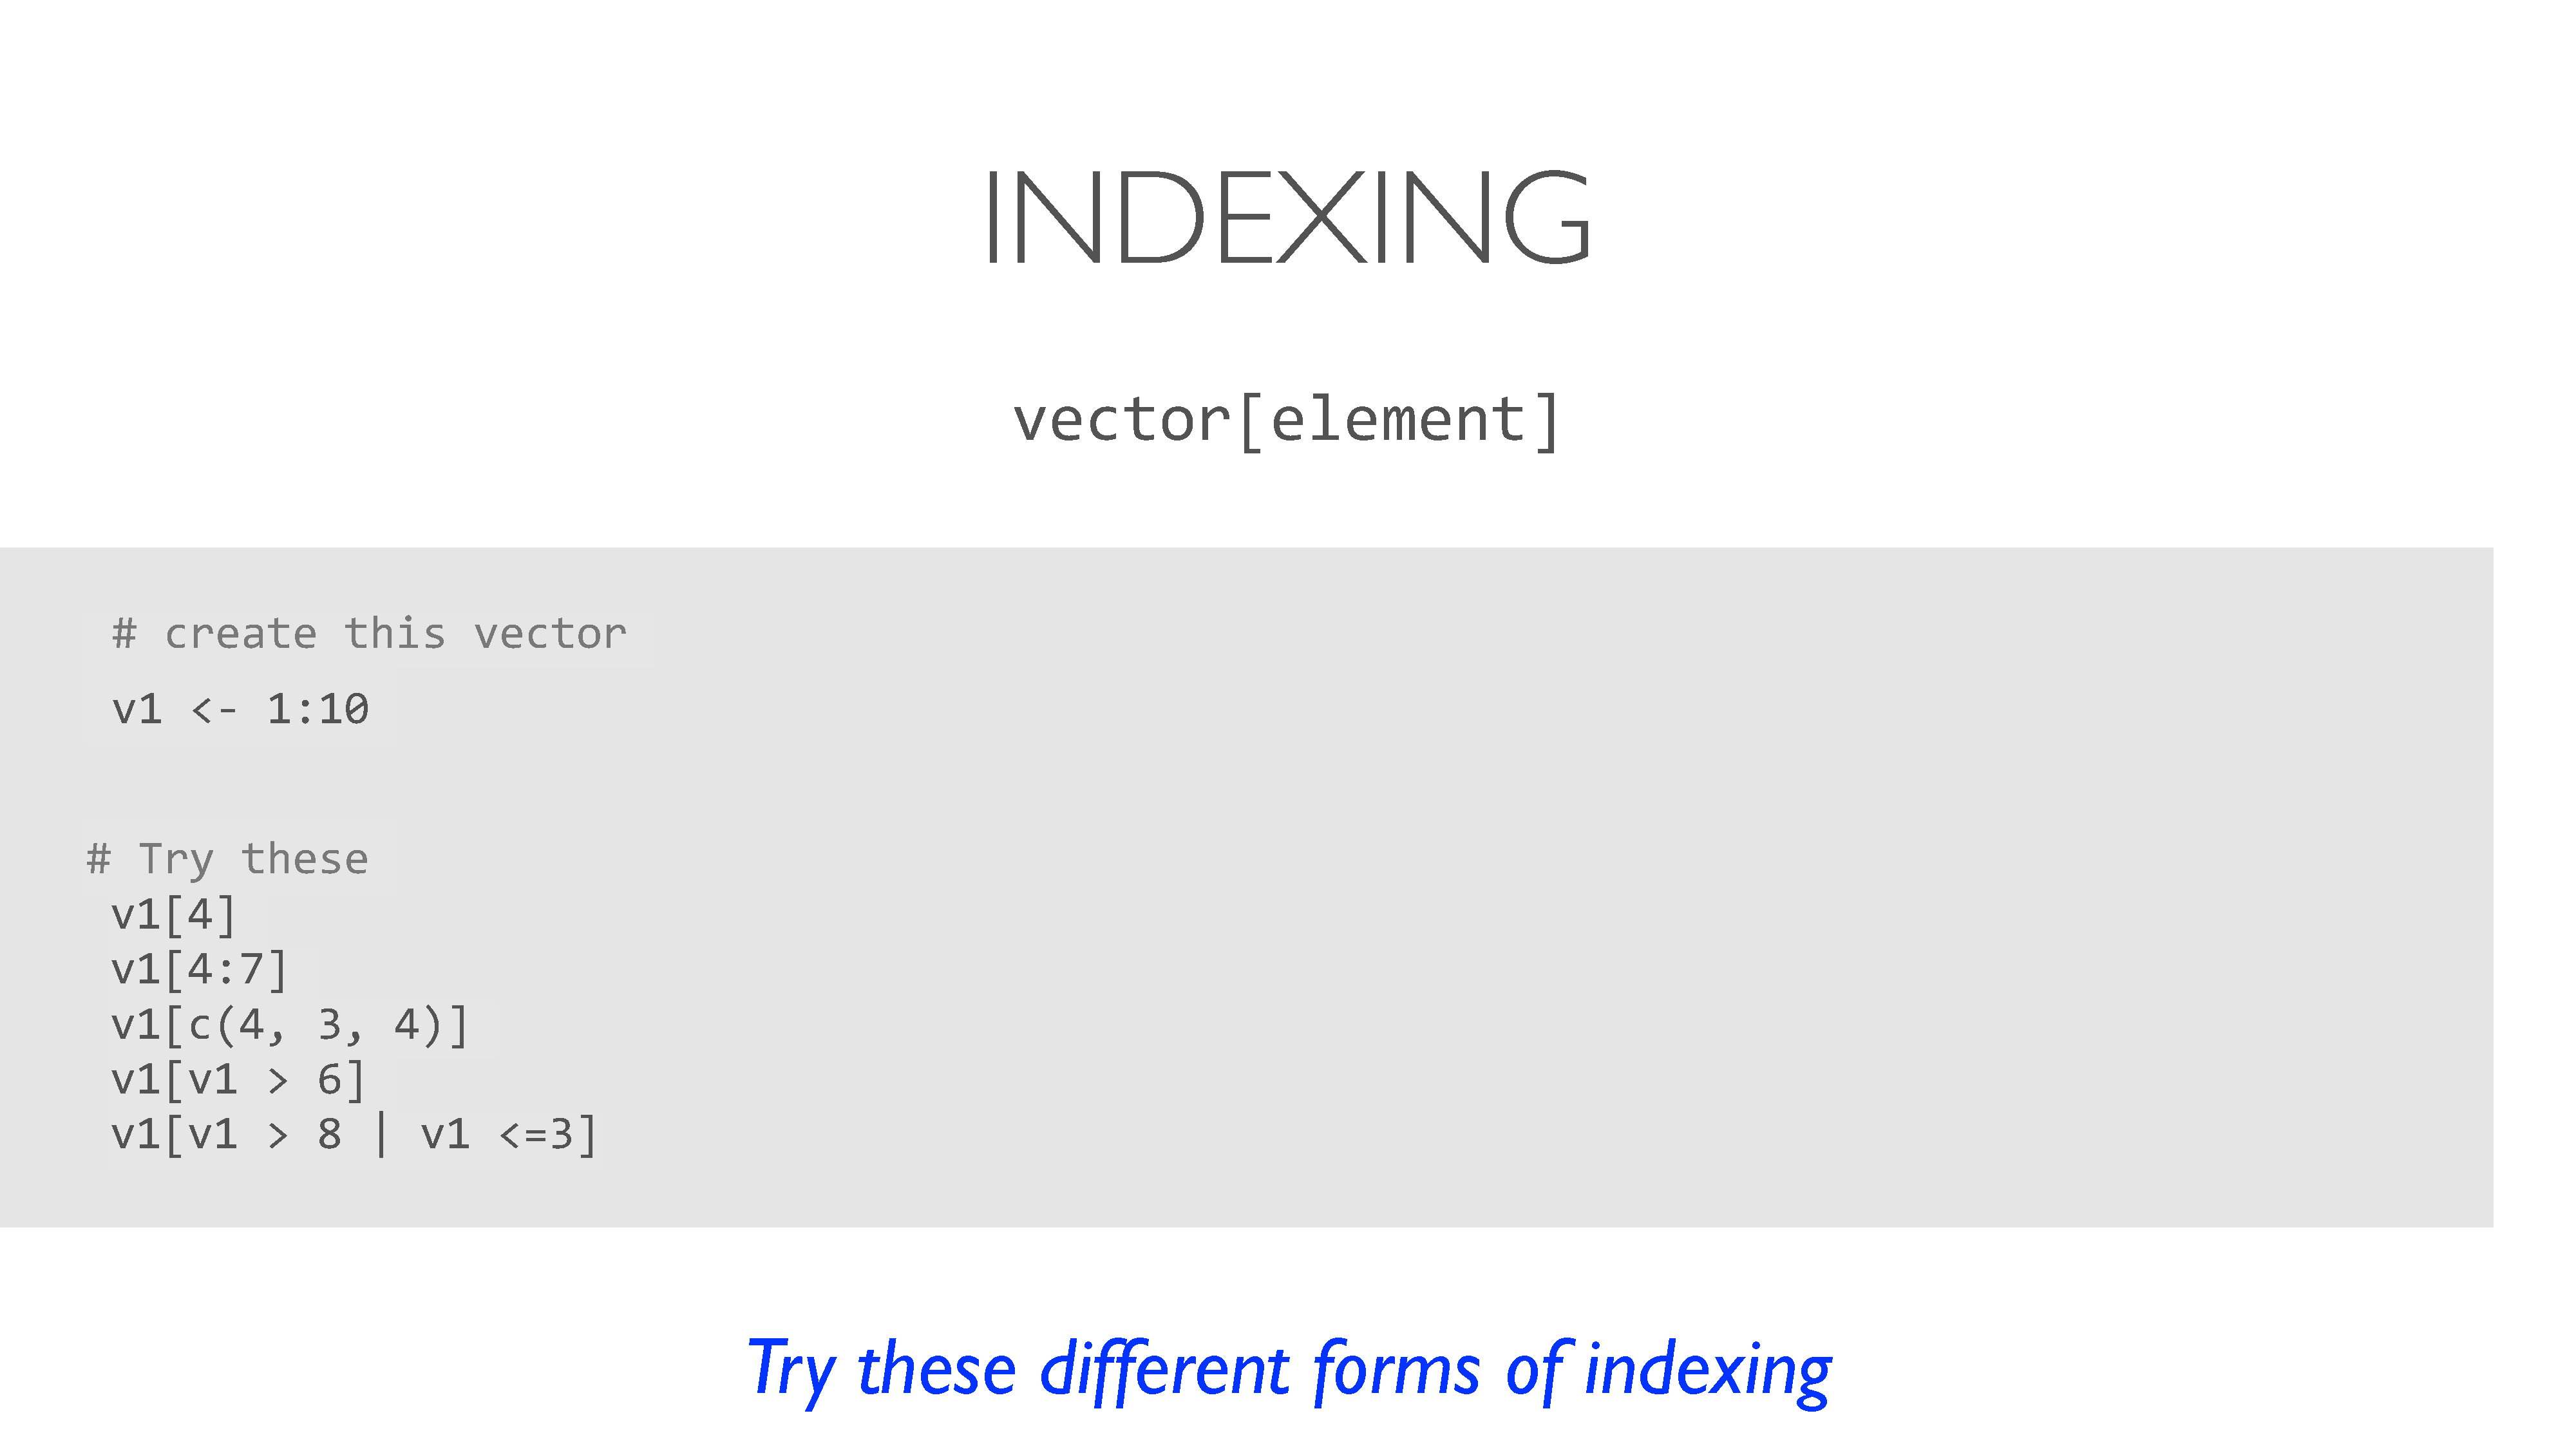 INDEXING
vector[element]
# create this vector
v1 <- 1:10
# Try these
v1[4]
v1[4:7]
v1[c(4, 3, 4)]
v1[v1 > 6]
v1[v1 > 8 | v1 <=3]
Try these different forms of indexing